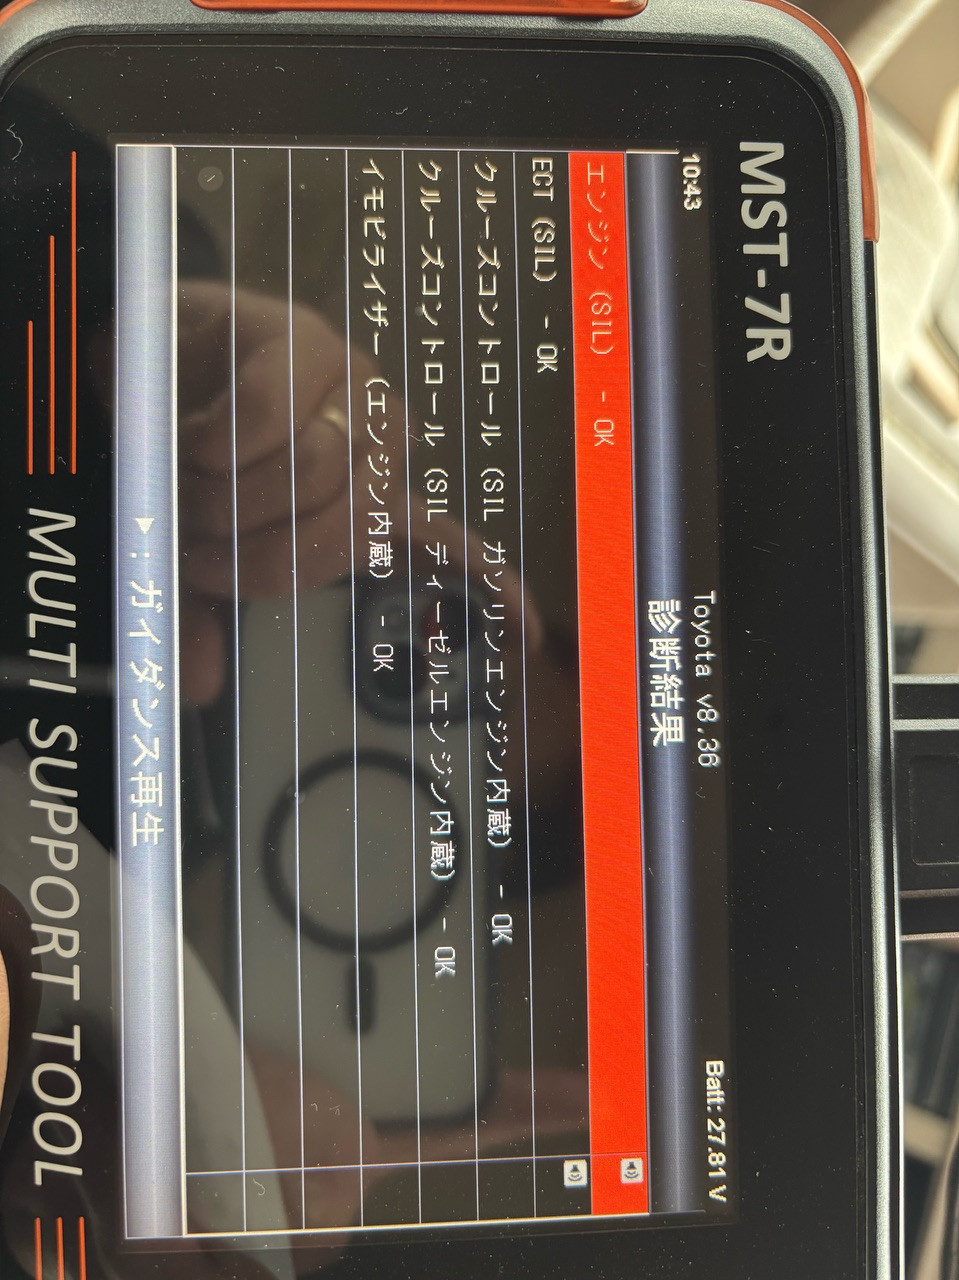 MST-7R
10:43 Toyota v8.36 Batt: 27.81 V
診断結果
エンジン (SIL) - OK
ECT (SIL) - OK
クルーズコントロール (SIL ガソリンエンジン内蔵) - OK
クルーズコントロール (SIL ディーゼルエンジン内蔵) - OK
イモビライザー (エンジン内蔵) - OK
▶: ガイダンス再生
MULTI SUPPORT TOOL